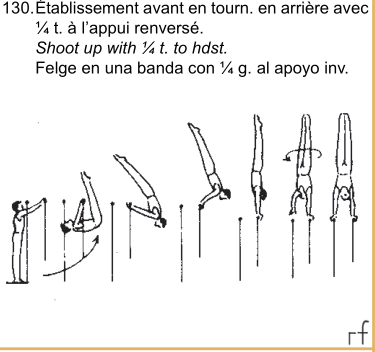 130. Établissement avant en tourn. en arrière avec
¼ t. à l'appui renversé.
Shoot up with ¼ t. to hdst.
Felge en una banda con ¼ g. al apoyo inv.
rf